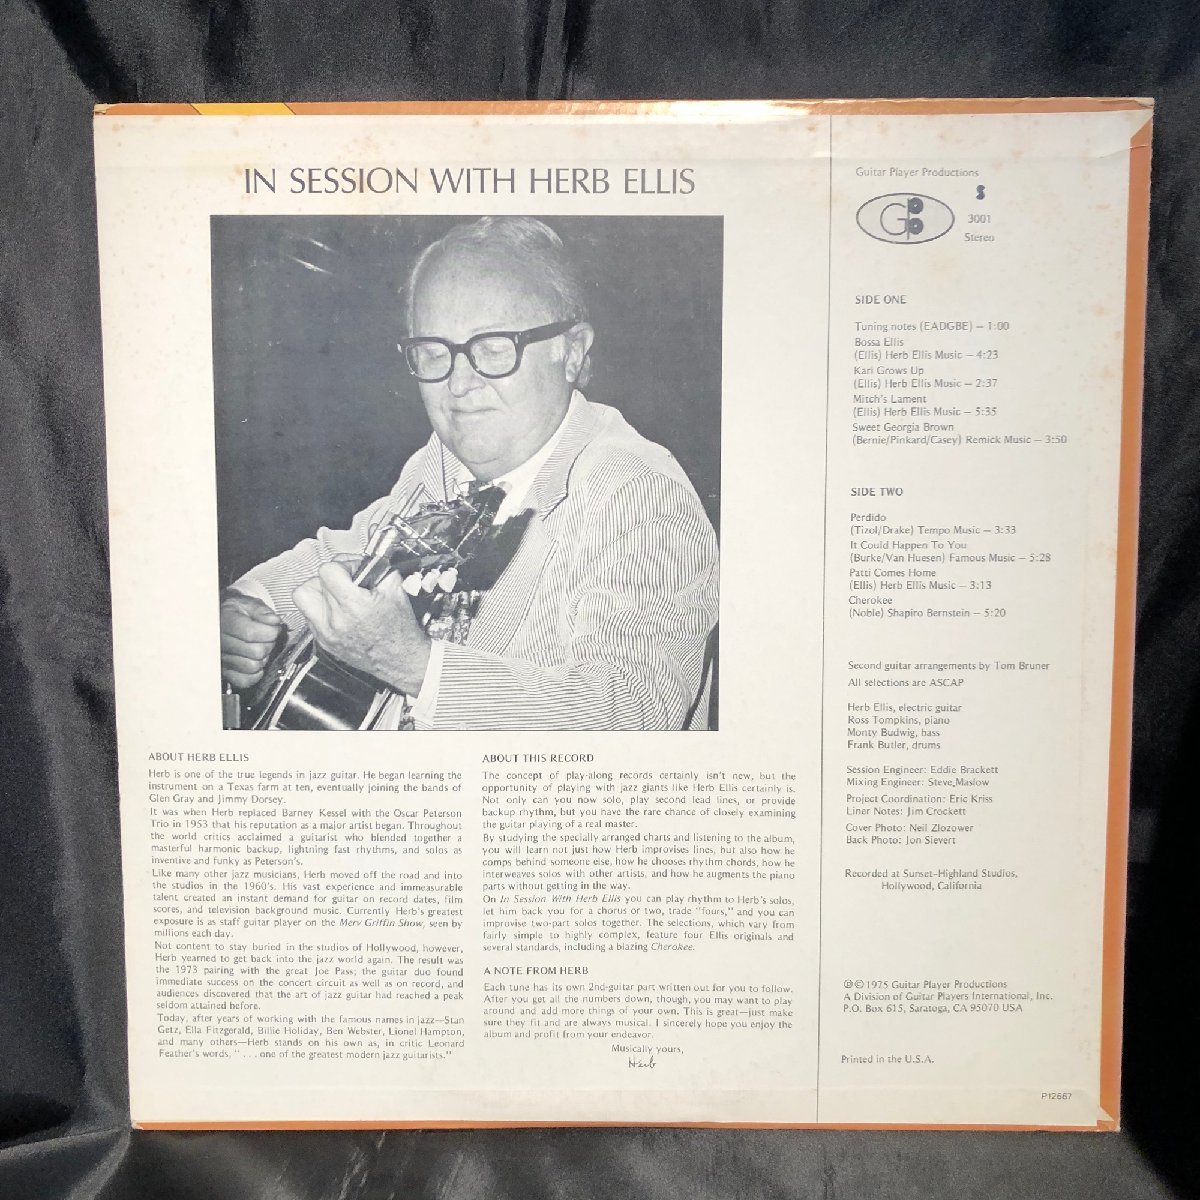 IN SESSION WITH HERB ELLIS
ABOUT HERB ELLIS
Herb is one of the true legends in jazz guitar. He began learning the
instrument on a Texas farm at ten, eventually joining the bands of
Glen Gray and Jimmy Dorsey.
It was when Herb replaced Barney Kessel with the Oscar Peterson
Trio in 1953 that his reputation as a major artist began. Throughout
the world critics acclaimed a guitarist who blended together a
masterful harmonic backup, lightning fast rhythms, and solos as
inventive and funky as Peterson's.
Like many other jazz musicians, Herb moved off the road and into
the studios in the 1960's. His vast experience and immeasurable
talent created an instant demand for guitar on record dates, film
scores, and television background music. Currently Herb's greatest
exposure is as staff guitar player on the Merv Griffin Show, seen by
millions each day.
Not content to stay buried in the studios of Hollywood, however,
Herb yearned to get back into the jazz world again. The result was
the 1973 pairing with the great Joe Pass; the guitar duo found
immediate success on the concert circuit as well as on record, and
audiences discovered that the art of jazz guitar had reached a peak
seldom attained before.
Today, after years of working with the famous names in jazz—Stan
Getz, Ella Fitzgerald, Billie Holiday, Ben Webster, Lionel Hampton,
and many others—Herb stands on his own as, in critic Leonard
Feather's words, " . . . one of the greatest modern jazz guitarists."
ABOUT THIS RECORD
The concept of play-along records certainly isn't new, but the
opportunity of playing with jazz giants like Herb Ellis certainly is.
Not only can you now solo, play second lead lines, or provide
backup rhythm, but you have the rare chance of closely examining
the guitar playing of a real master.
By studying the specially arranged charts and listening to the album,
you will learn not just how Herb improvises lines, but also how he
comps behind someone else, how he chooses rhythm chords, how he
interweaves solos with other artists, and how he augments the piano
parts without getting in the way.
On In Session With Herb Ellis you can play rhythm to Herb's solos,
let him back you for a chorus or two, trade "fours," and you can
improvise two-part solos together. The selections, which vary from
fairly simple to highly complex, feature four Ellis originals and
several standards, including a blazing Cherokee.
A NOTE FROM HERB
Each tune has its own 2nd-guitar part written out for you to follow.
After you get all the numbers down, though, you may want to play
around and add more things of your own. This is great—just make
sure they fit and are always musical. I sincerely hope you enjoy the
album and profit from your endeavor.
Musically yours,
Herb
Guitar Player Productions
GPP
S
3001
Stereo
SIDE ONE
Tuning notes (EADGBE) — 1:00
Bossa Ellis
(Ellis) Herb Ellis Music — 4:23
Kari Grows Up
(Ellis) Herb Ellis Music — 2:37
Mitch's Lament
(Ellis) Herb Ellis Music — 5:35
Sweet Georgia Brown
(Bernie/Pinkard/Casey) Remick Music — 3:50
SIDE TWO
Perdido
(Tizol/Drake) Tempo Music — 3:33
It Could Happen To You
(Burke/Van Huesen) Famous Music — 5:28
Patti Comes Home
(Ellis) Herb Ellis Music — 3:13
Cherokee
(Noble) Shapiro Bernstein — 5:20
Second guitar arrangements by Tom Bruner
All selections are ASCAP
Herb Ellis, electric guitar
Ross Tompkins, piano
Monty Budwig, bass
Frank Butler, drums
Session Engineer: Eddie Brackett
Mixing Engineer: Steve Maslow
Project Coordination: Eric Kriss
Liner Notes: Jim Crockett
Cover Photo: Neil Zlozower
Back Photo: Jon Sievert
Recorded at Sunset-Highland Studios,
Hollywood, California
℗ © 1975 Guitar Player Productions
A Division of Guitar Players International, Inc.
P.O. Box 615, Saratoga, CA 95070 USA
Printed in the U.S.A.
P12667